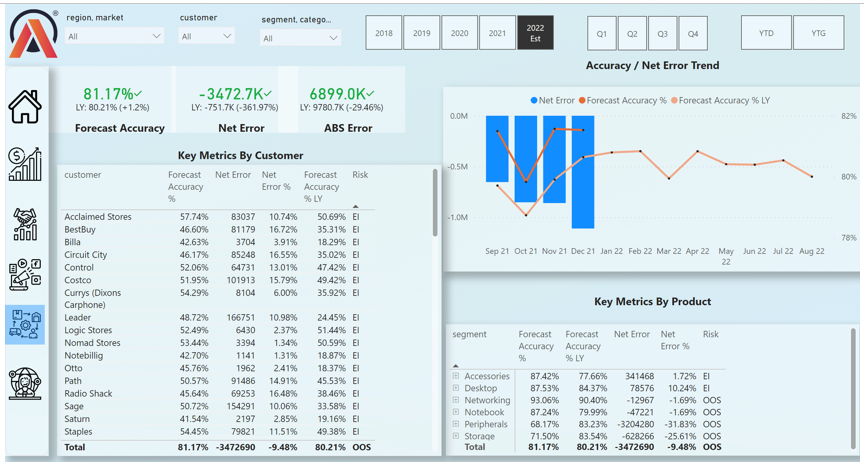 region, market
customer
segment, catego...
All
All
All
2018
2019
2020
2021
2022
Est
Q1
Q2
Q3
Q4
YTD
YTG
81.17%
LY: 80.21% (+1.2%)
Forecast Accuracy
-3472.7K
LY: -751.7K (-361.97%)
Net Error
6899.0K
LY: 9780.7K (-29.46%)
ABS Error
Accuracy / Net Error Trend
Net Error Forecast Accuracy % Forecast Accuracy % LY
0.0M
-0.5M
-1.0M
82%
80%
78%
Sep 21 Oct 21 Nov 21 Dec 21 Jan 22 Feb 22 Mar 22 Apr 22 May 22 Jun 22 Jul 22 Aug 22
Key Metrics By Customer
customer Forecast Accuracy % Net Error Net Error % Forecast Accuracy % LY Risk
Acclaimed Stores 57.74% 83037 10.74% 50.69% EI
BestBuy 46.60% 81179 16.72% 35.31% EI
Billa 42.63% 3704 3.91% 18.29% EI
Circuit City 46.17% 85248 16.55% 35.02% EI
Control 52.06% 64731 13.01% 47.42% EI
Costco 51.95% 101913 15.79% 49.42% EI
Currys (Dixons Carphone) 54.29% 8104 6.00% 35.92% EI
Leader 48.72% 166751 10.98% 24.45% EI
Logic Stores 52.49% 6430 2.37% 51.44% EI
Nomad Stores 53.44% 3394 1.34% 50.59% EI
Notebillig 42.70% 1141 1.31% 18.87% EI
Otto 45.76% 1962 2.41% 18.37% EI
Path 50.57% 91486 14.91% 45.53% EI
Radio Shack 45.64% 69253 16.48% 38.46% EI
Sage 50.72% 154291 10.06% 33.58% EI
Saturn 41.54% 2197 2.85% 19.16% EI
Staples 54.45% 79821 11.51% 49.38% EI
Total 81.17% -3472690 -9.48% 80.21% OOS
Key Metrics By Product
segment Forecast Accuracy % Forecast Accuracy % LY Net Error Net Error % Risk
Accessories 87.42% 77.66% 341468 1.72% EI
Desktop 87.53% 84.37% 78576 10.24% EI
Networking 93.06% 90.40% -12967 -1.69% OOS
Notebook 87.24% 79.99% -47221 -1.69% OOS
Peripherals 68.17% 83.23% -3204280 -31.83% OOS
Storage 71.50% 83.54% -628266 -25.61% OOS
Total 81.17% 80.21% -3472690 -9.48% OOS